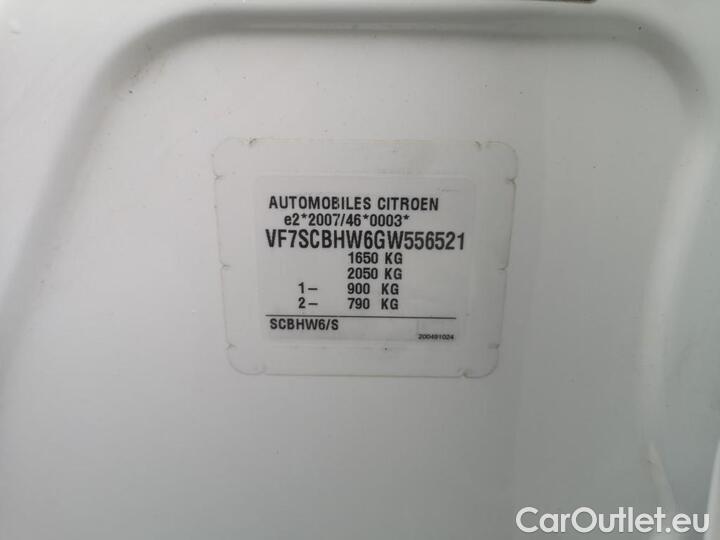 AUTOMOBILES CITROEN
e2*2007/46*0003*
VF7SCBHW6GW556521
1650 KG
2050 KG
1– 900 KG
2– 790 KG
SCBHW6/S
200491024
CarOutlet.eu